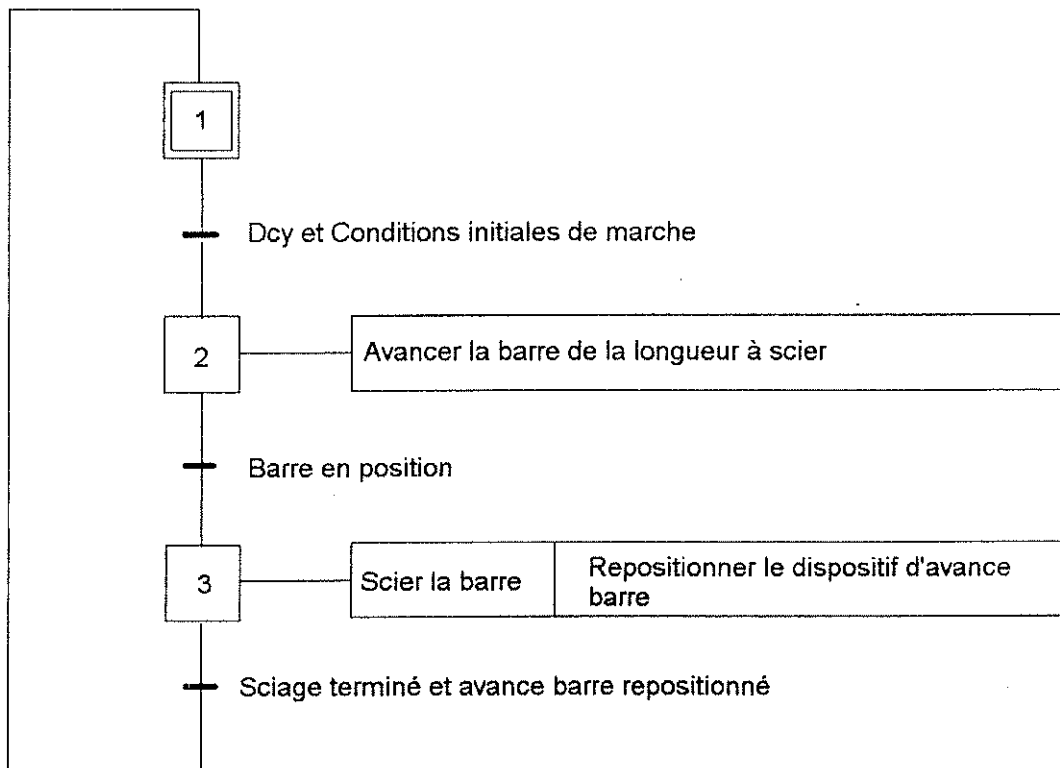 1
Dcy et Conditions initiales de marche
2
Avancer la barre de la longueur à scier
Barre en position
3
Scier la barre
Repositionner le dispositif d'avance
barre
Sciage terminé et avance barre repositionné